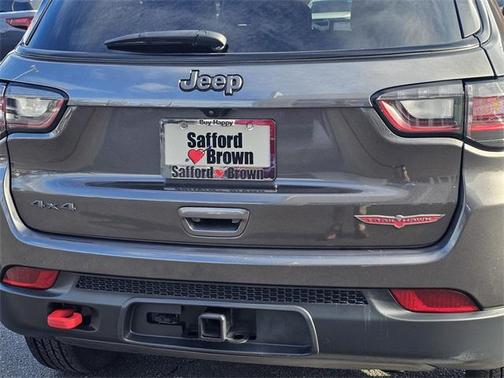 Jeep
Buy Happy
Safford
Brown
Safford Brown
4x4
TRAILHAWK